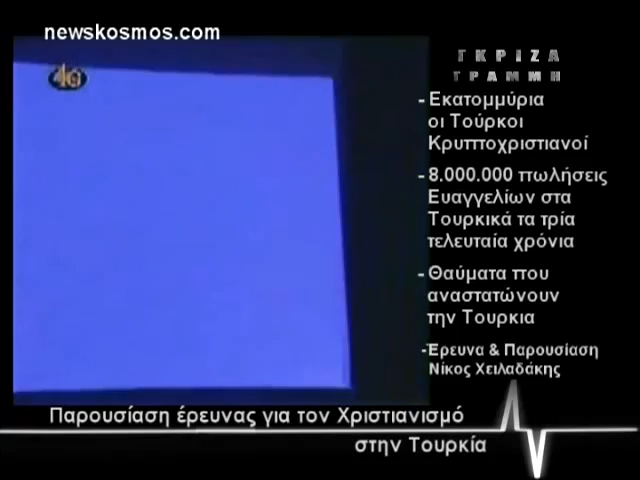 newskosmos.com
4e
ΓΚΡΙΖΑ
ΓΡΑΜΜΗ
- Εκατομμύρια
οι Τούρκοι
Κρυπτοχριστιανοί
- 8.000.000 πωλήσεις
Ευαγγελίων στα
Τουρκικά τα τρία
τελευταία χρόνια
- Θαύματα που
αναστατώνουν
την Τουρκια
-Έρευνα & Παρουσίαση
Νίκος Χειλαδάκης
Παρουσίαση έρευνας για τον Χριστιανισμό
στην Τουρκία